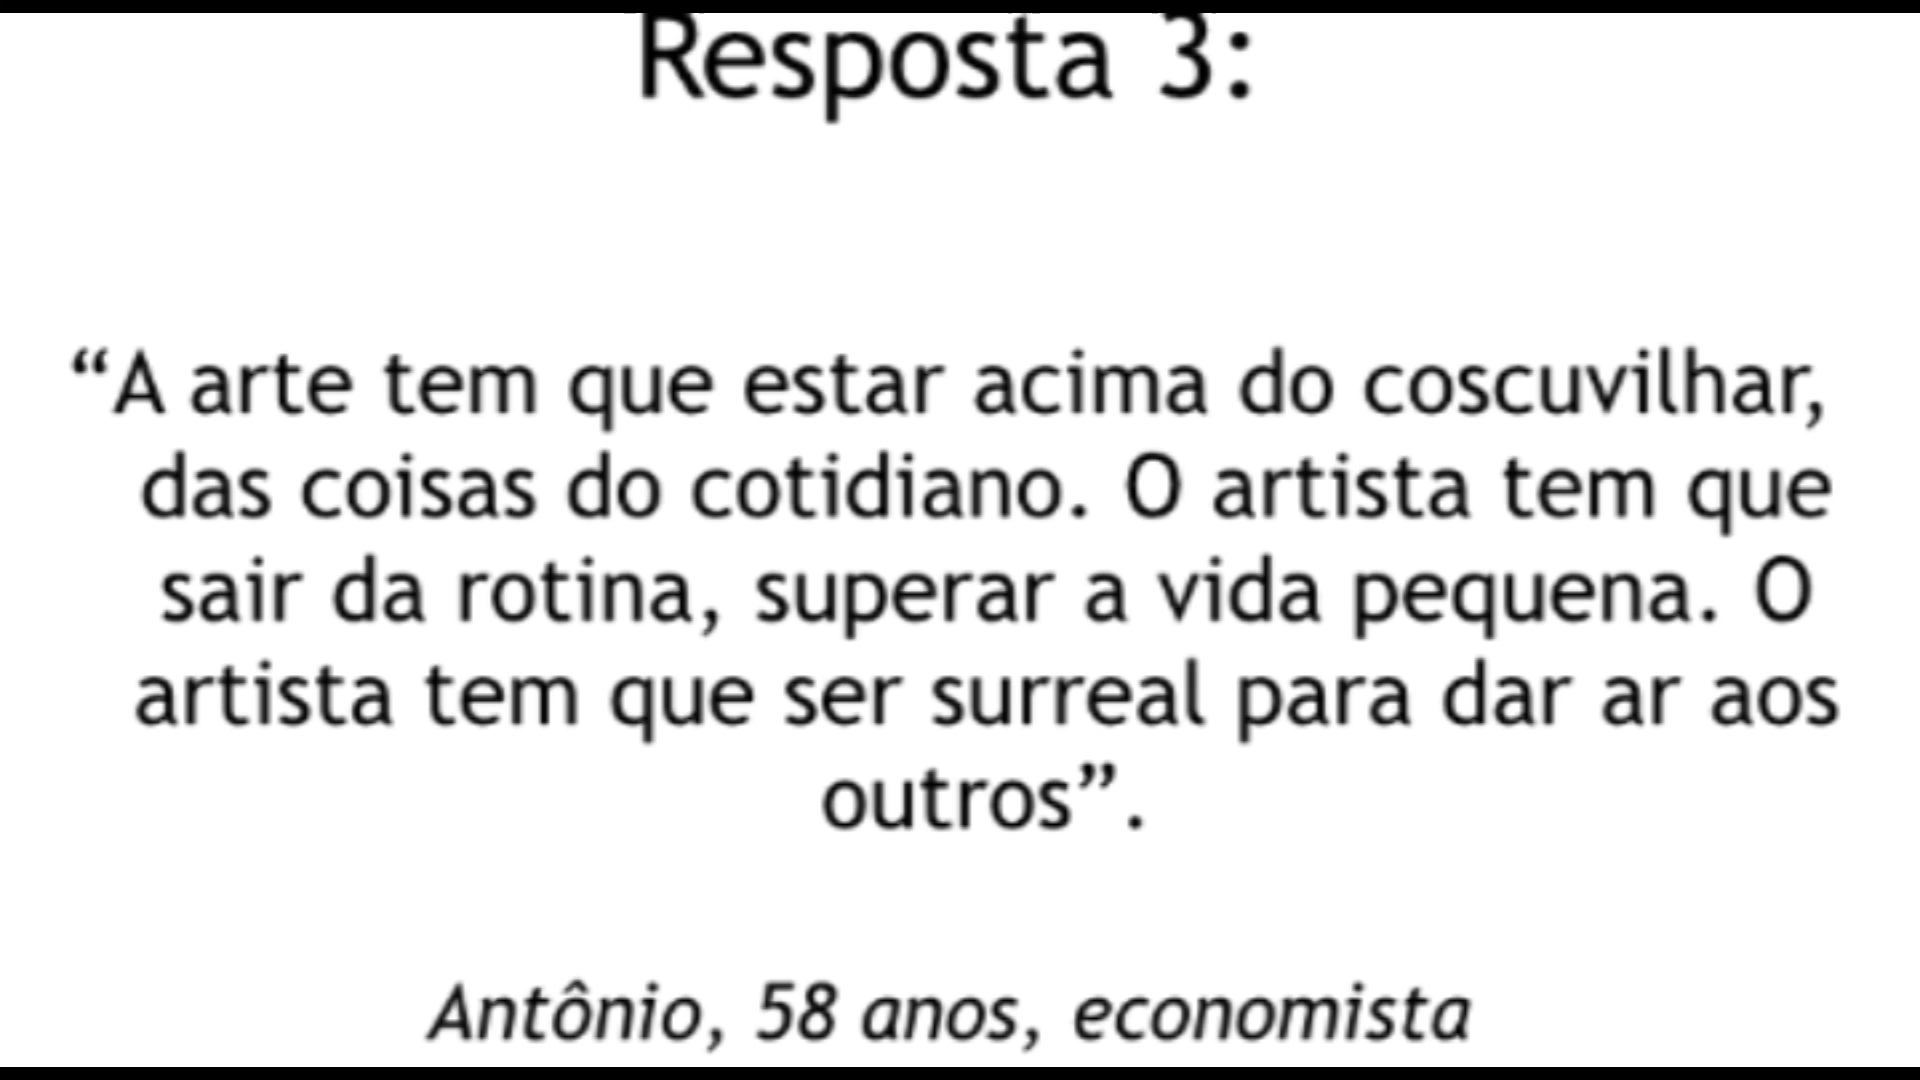 Resposta 3:
“A arte tem que estar acima do coscuvilhar,
das coisas do cotidiano. O artista tem que
sair da rotina, superar a vida pequena. O
artista tem que ser surreal para dar ar aos
outros”.
Antônio, 58 anos, economista